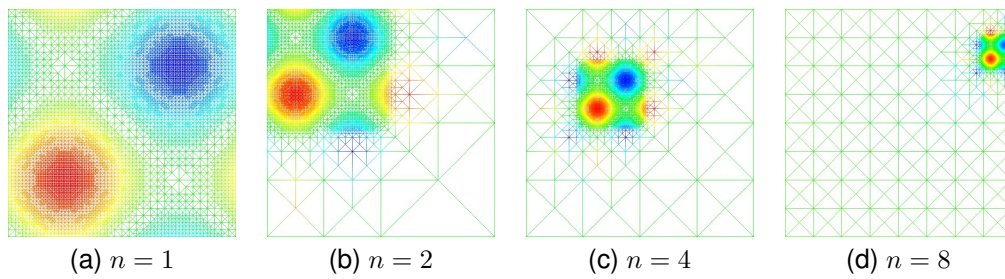 (a) n = 1
(b) n = 2
(c) n = 4
(d) n = 8